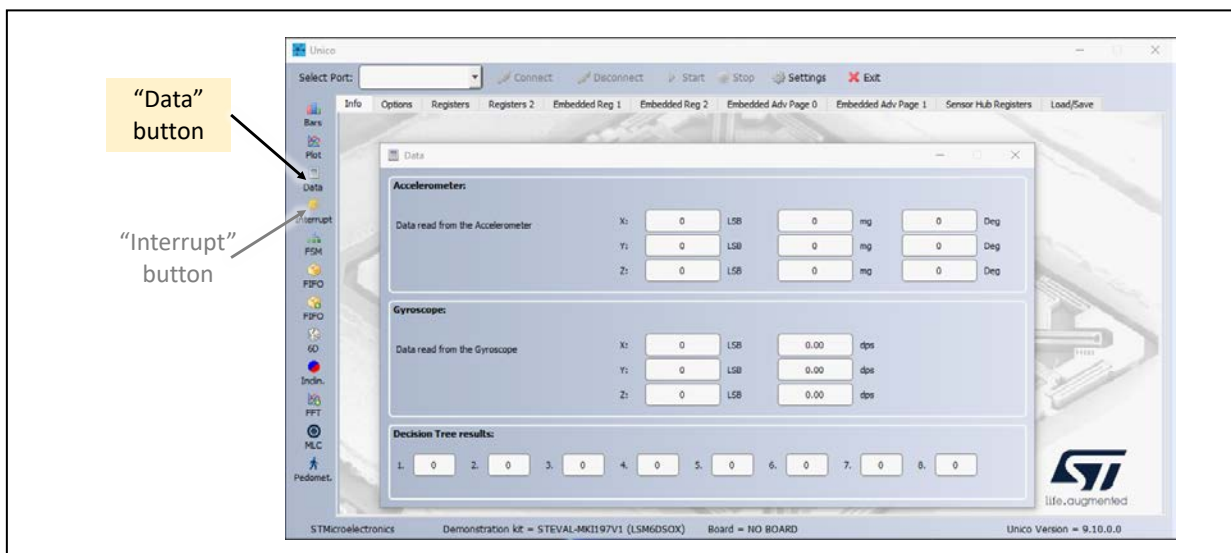 Unico
Select Port: Connect Disconnect Start Stop Settings Exit
Info Options Registers Registers 2 Embedded Reg 1 Embedded Reg 2 Embedded Adv Page 0 Embedded Adv Page 1 Sensor Hub Registers Load/Save
“Data”
button
“Interrupt”
button
Bars
Plot
Data
Interrupt
FSM
FIFO
FIFO
6D
Inclin.
FFT
MLC
Pedomet.
Data
Accelerometer:
Data read from the Accelerometer
X: 0 LSB 0 mg 0 Deg
Y: 0 LSB 0 mg 0 Deg
Z: 0 LSB 0 mg 0 Deg
Gyroscope:
Data read from the Gyroscope
X: 0 LSB 0.00 dps
Y: 0 LSB 0.00 dps
Z: 0 LSB 0.00 dps
Decision Tree results:
1. 0 2. 0 3. 0 4. 0 5. 0 6. 0 7. 0 8. 0
ST
life.augmented
STMicroelectronics Demonstration kit = STEVAL-MKI197V1 (LSM6DSOX) Board = NO BOARD Unico Version = 9.10.0.0